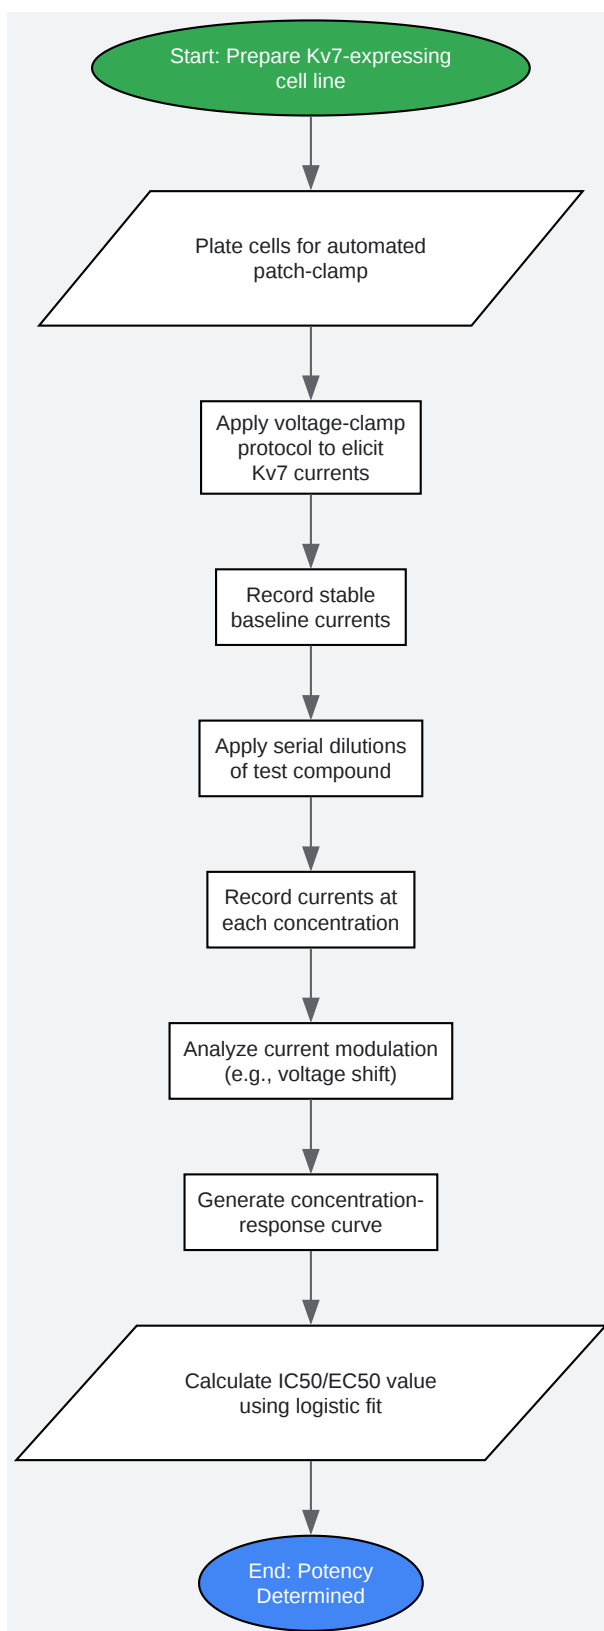 Start: Prepare Kv7-expressing
cell line
Plate cells for automated
patch-clamp
Apply voltage-clamp
protocol to elicit
Kv7 currents
Record stable
baseline currents
Apply serial dilutions
of test compound
Record currents at
each concentration
Analyze current modulation
(e.g., voltage shift)
Generate concentration-
response curve
Calculate IC50/EC50 value
using logistic fit
End: Potency
Determined